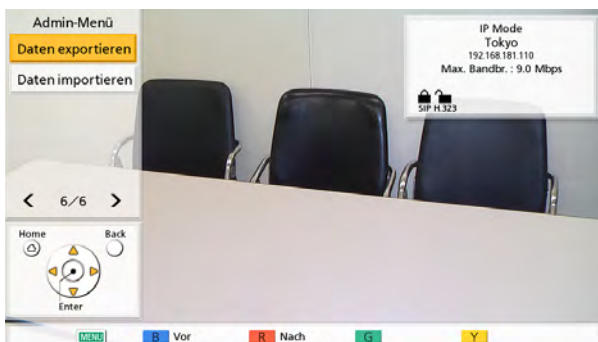 Admin-Menü
Daten exportieren
Daten importieren
6/6
Home
Back
Enter
IP Mode
Tokyo
192.168.181.110
Max. Bandbr. : 9.0 Mbps
SIP H.323
MENU B Vor R Nach G Y